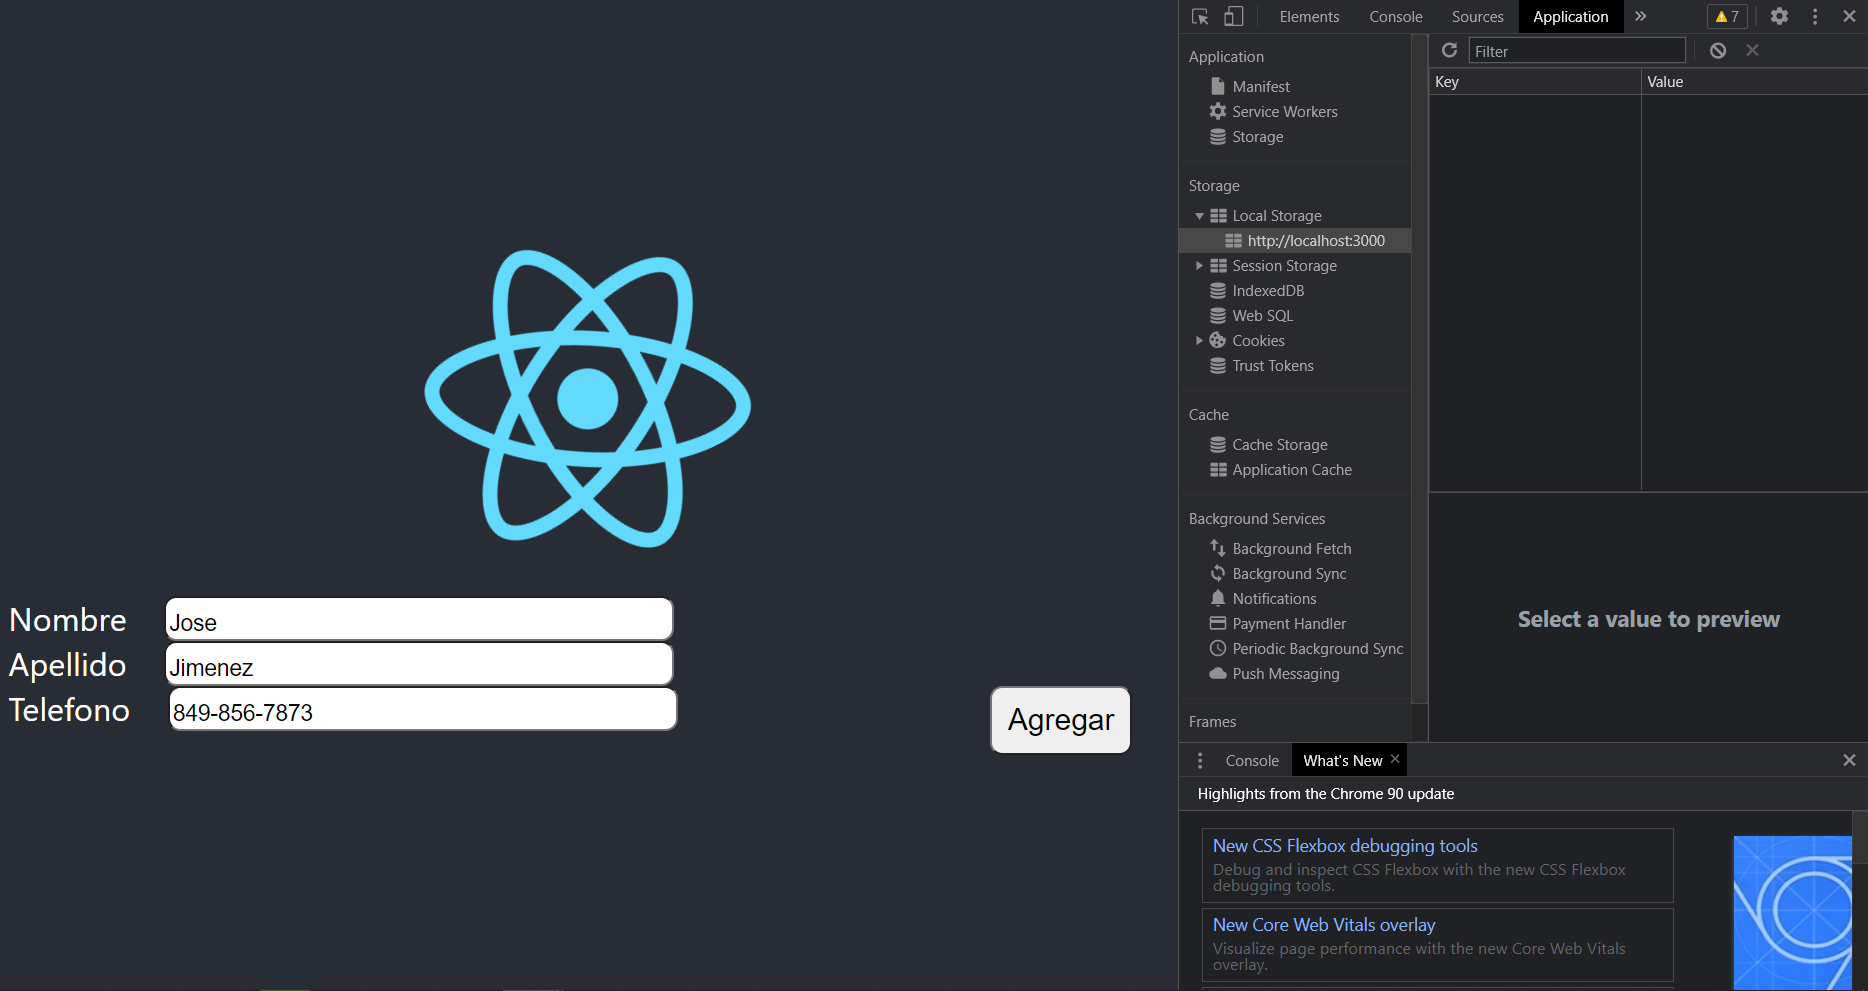 Nombre
Jose
Apellido
Jimenez
Telefono
849-856-7873
Agregar
Elements Console Sources Application 7
Application
Manifest
Service Workers
Storage
Storage
Local Storage
http://localhost:3000
Session Storage
IndexedDB
Web SQL
Cookies
Trust Tokens
Cache
Cache Storage
Application Cache
Background Services
Background Fetch
Background Sync
Notifications
Payment Handler
Periodic Background Sync
Push Messaging
Frames
Filter
Key Value
Select a value to preview
Console What's New
Highlights from the Chrome 90 update
New CSS Flexbox debugging tools
Debug and inspect CSS Flexbox with the new CSS Flexbox
debugging tools.
New Core Web Vitals overlay
Visualize page performance with the new Core Web Vitals
overlay.